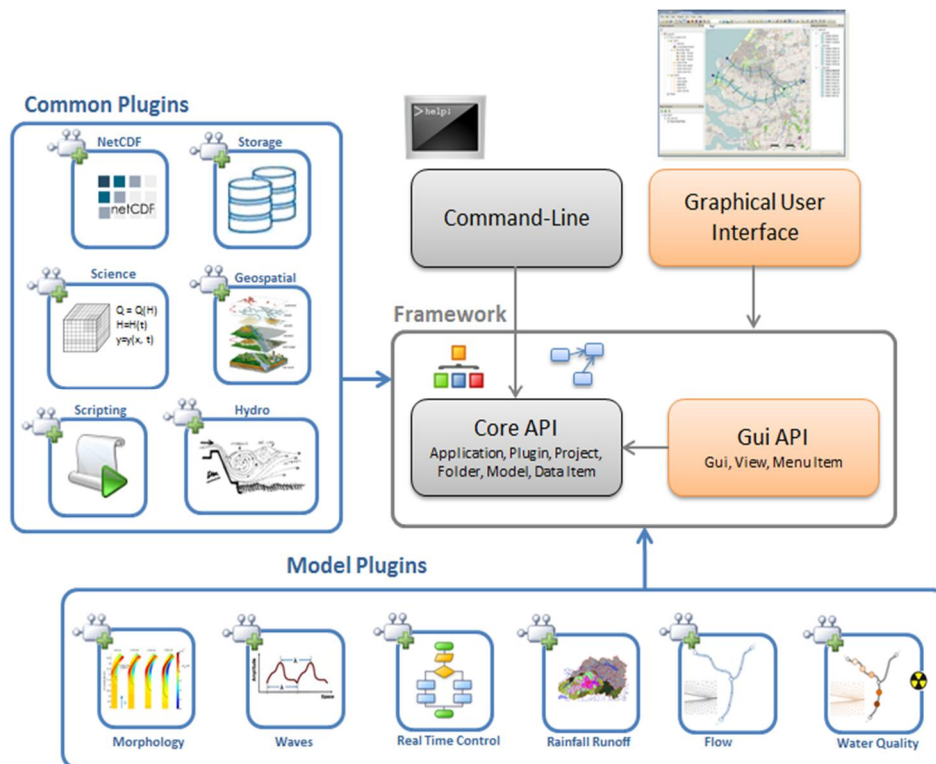 Common Plugins
NetCDF
netCDF
Storage
Science
Q = Q(H)
H=H(t)
y=y(x, t)
Geospatial
Scripting
Hydro
>help!
Command-Line
Graphical User
Interface
Framework
Core API
Application, Plugin, Project,
Folder, Model, Data Item
Gui API
Gui, View, Menu Item
Model Plugins
Morphology
Amplitude
λ
λ
Space
Waves
Real Time Control
Rainfall Runoff
Flow
Water Quality